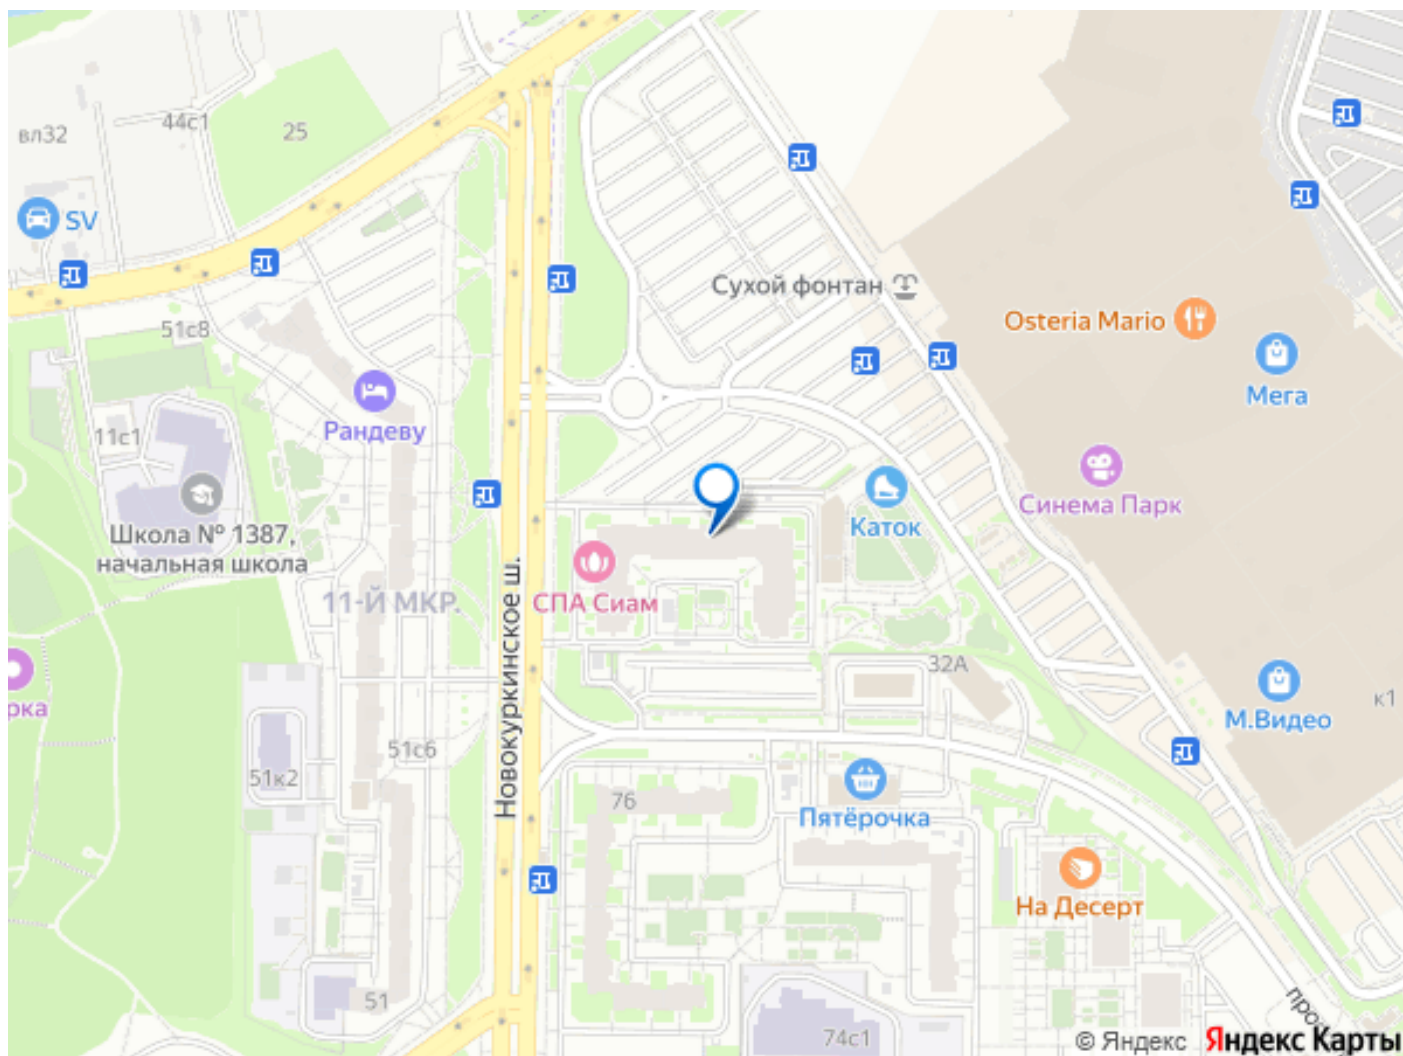 44с1
25
вл32
SV
Сухой фонтан
Osteria Mario
51с8
Мега
Рандеву
11с1
Синема Парк
Каток
Школа № 1387,
начальная школа
11-Й МКР.
СПА Сиам
Новокуркинское ш.
32А
рка
к1
М.Видео
51с6
51к2
76
Пятёрочка
На Десерт
51
74с1
про
© Яндекс Яндекс Карты